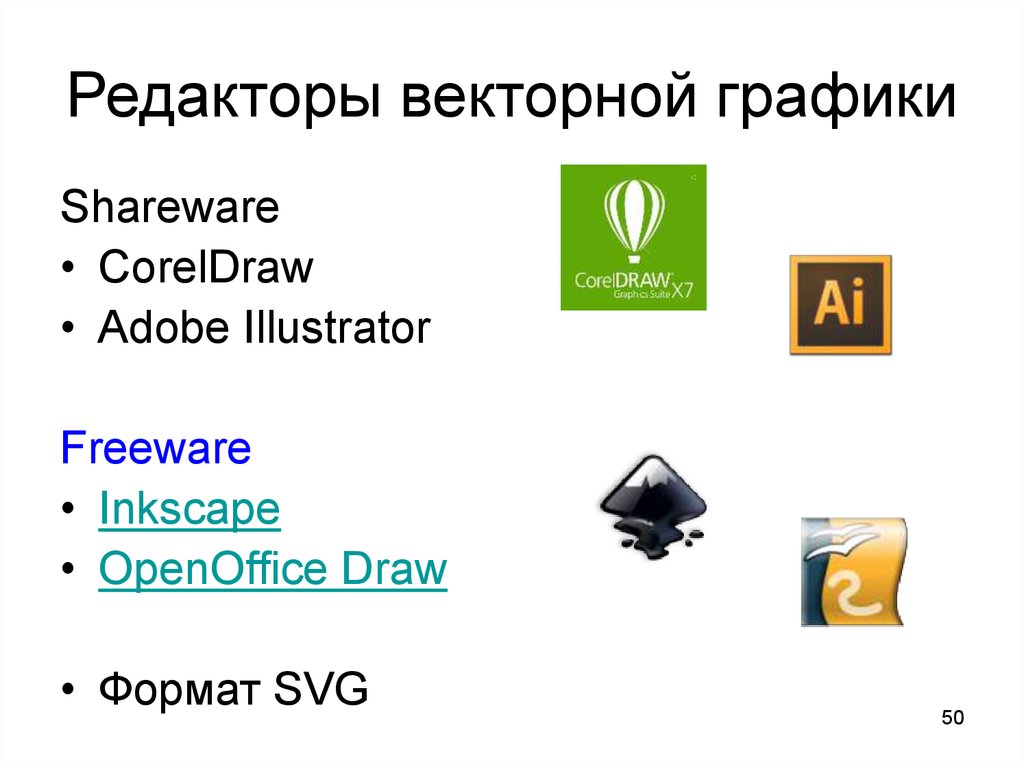 Редакторы векторной графики
Shareware
• CorelDraw
• Adobe Illustrator
CorelDRAW
Graphics Suite X7
Ai
Freeware
• Inkscape
• OpenOffice Draw
• Формат SVG
50